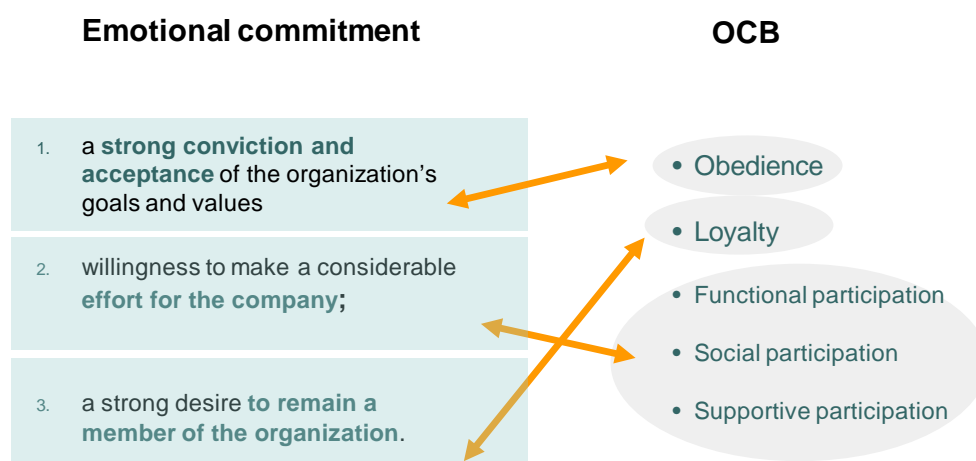 Emotional commitment
OCB
1. a strong conviction and
acceptance of the organization’s
goals and values
2. willingness to make a considerable
effort for the company;
3. a strong desire to remain a
member of the organization.
• Obedience
• Loyalty
• Functional participation
• Social participation
• Supportive participation